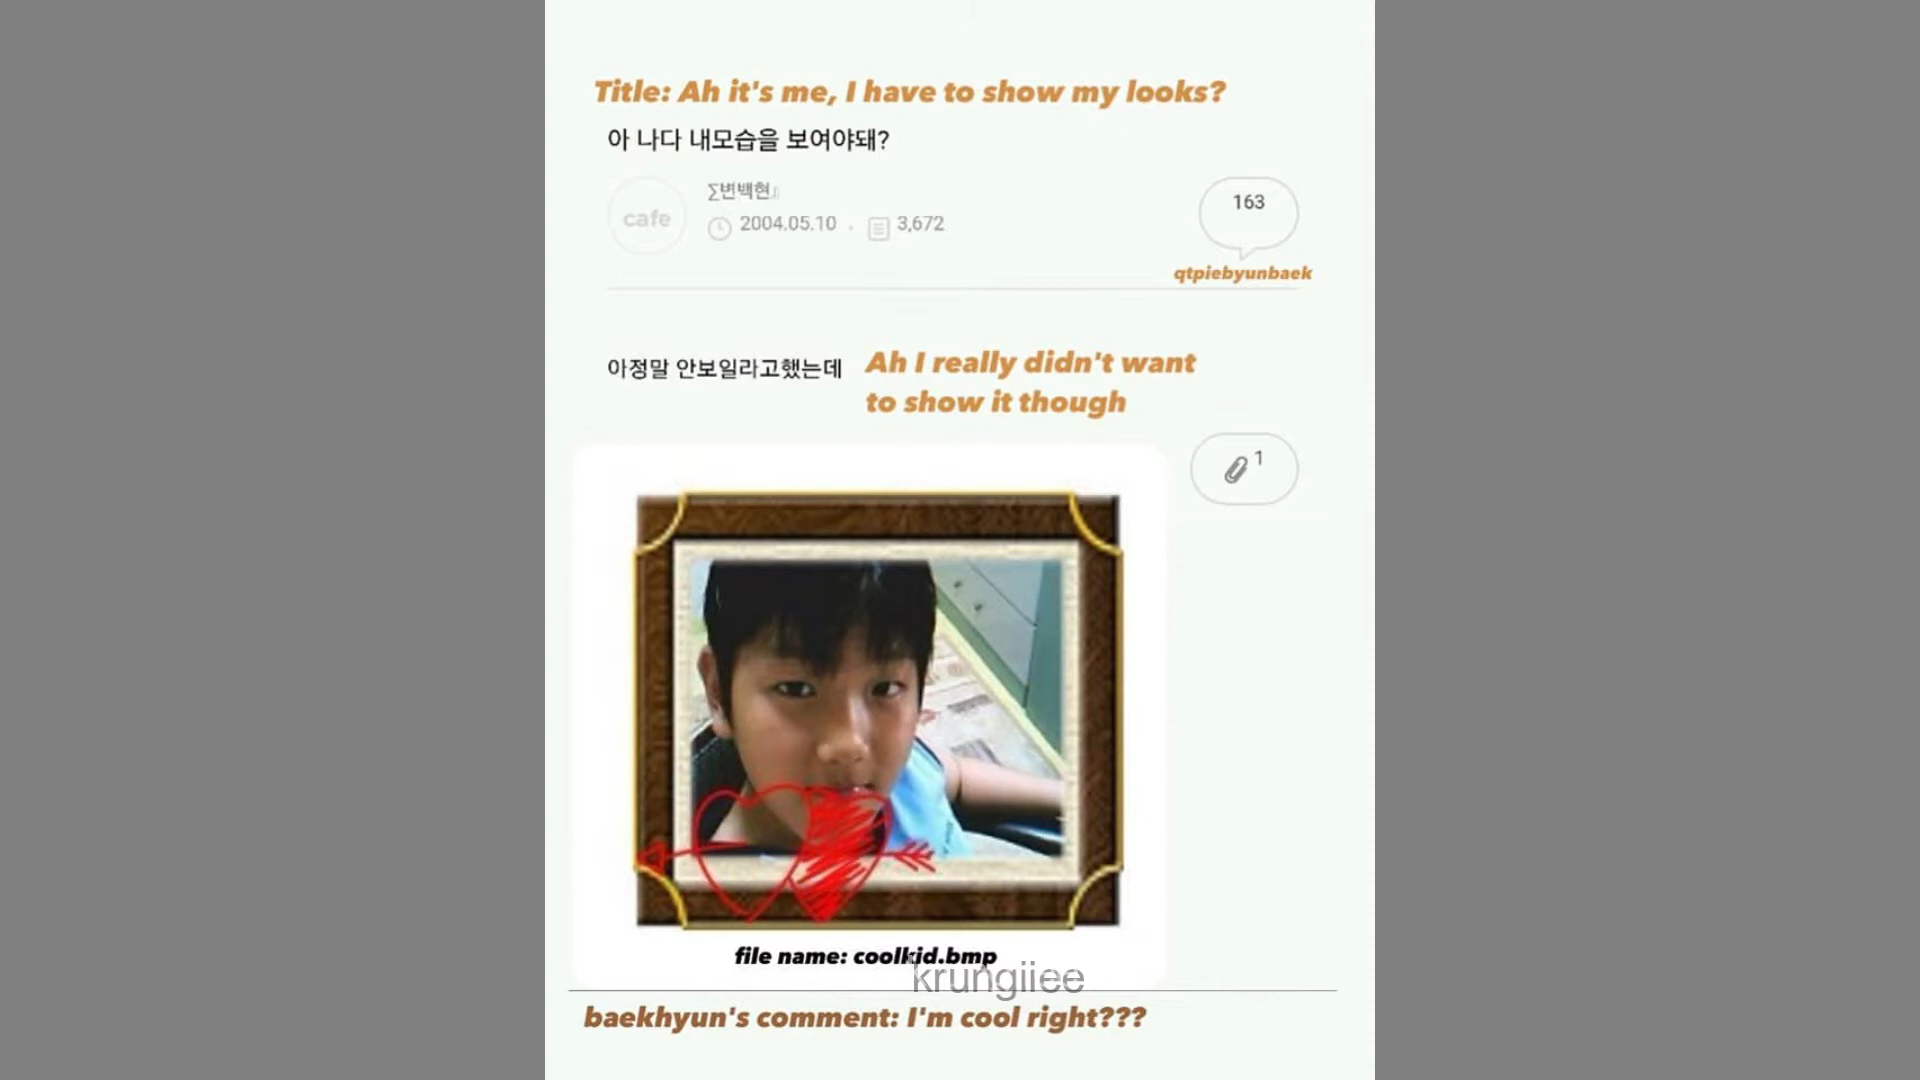 Title: Ah it's me, I have to show my looks?
아 나다 내모습을 보여야돼?
∑변백현』
cafe
2004.05.10 · 3,672
163
qtpiebyunbaek
아정말 안보일라고했는데
Ah I really didn't want
to show it though
1
file name: coolkid.bmp
krungiiee
baekhyun's comment: I'm cool right???